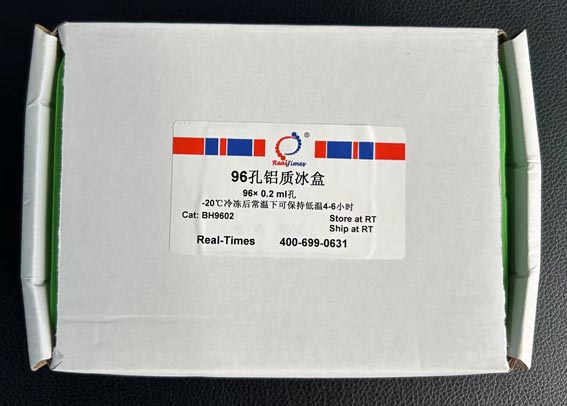 ®
RealTimes
96孔铝质冰盒
96× 0.2 ml孔
-20℃冷冻后常温下可保持低温4-6小时
Cat: BH9602 Store at RT
Ship at RT
Real-Times 400-699-0631